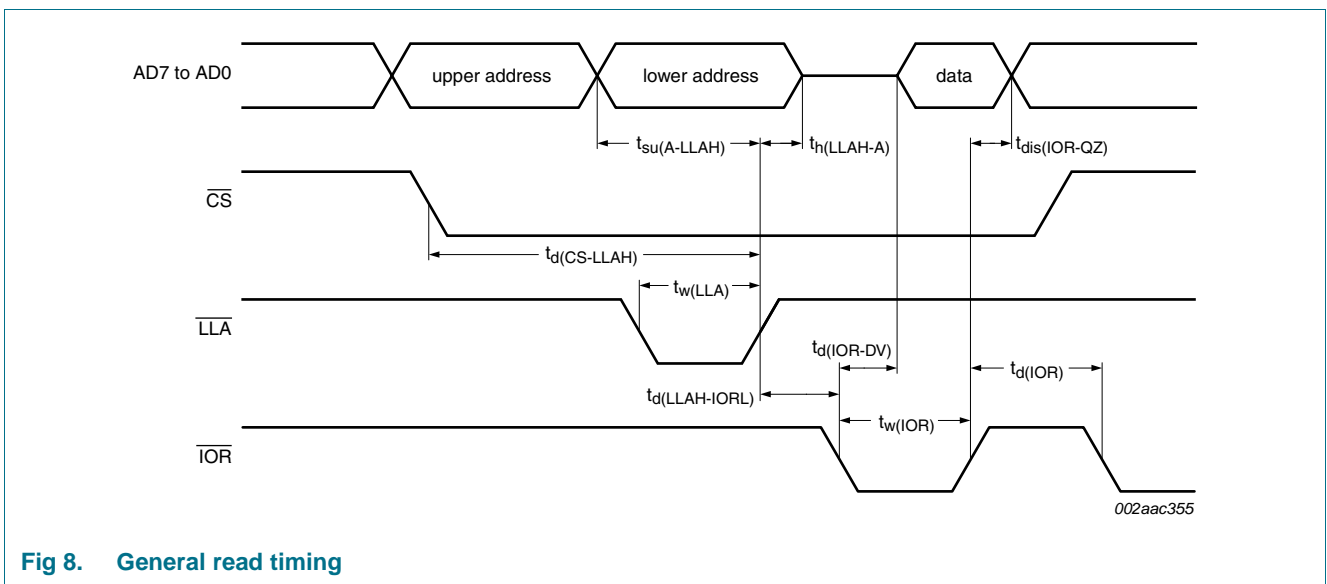 AD7 to AD0
upper address
lower address
data
tsu(A-LLAH)
th(LLAH-A)
tdis(IOR-QZ)
CS
td(CS-LLAH)
tw(LLA)
LLA
td(IOR-DV)
td(IOR)
td(LLAH-IORL)
tw(IOR)
IOR
002aac355
Fig 8. General read timing